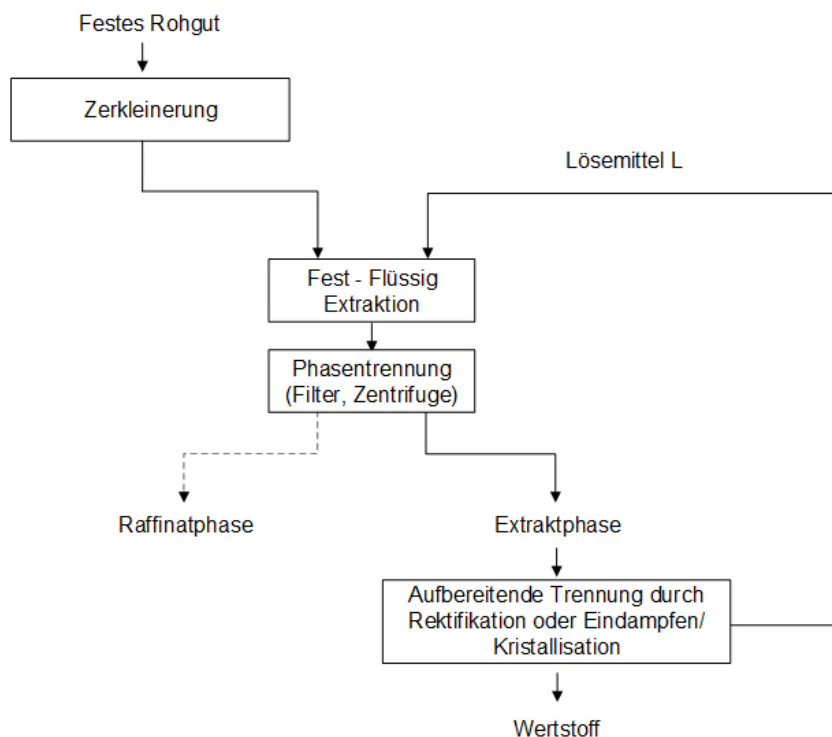 Festes Rohgut
Zerkleinerung
Lösemittel L
Fest - Flüssig
Extraktion
Phasentrennung
(Filter, Zentrifuge)
Raffinatphase
Extraktphase
Aufbereitende Trennung durch
Rektifikation oder Eindampfen/
Kristallisation
Wertstoff